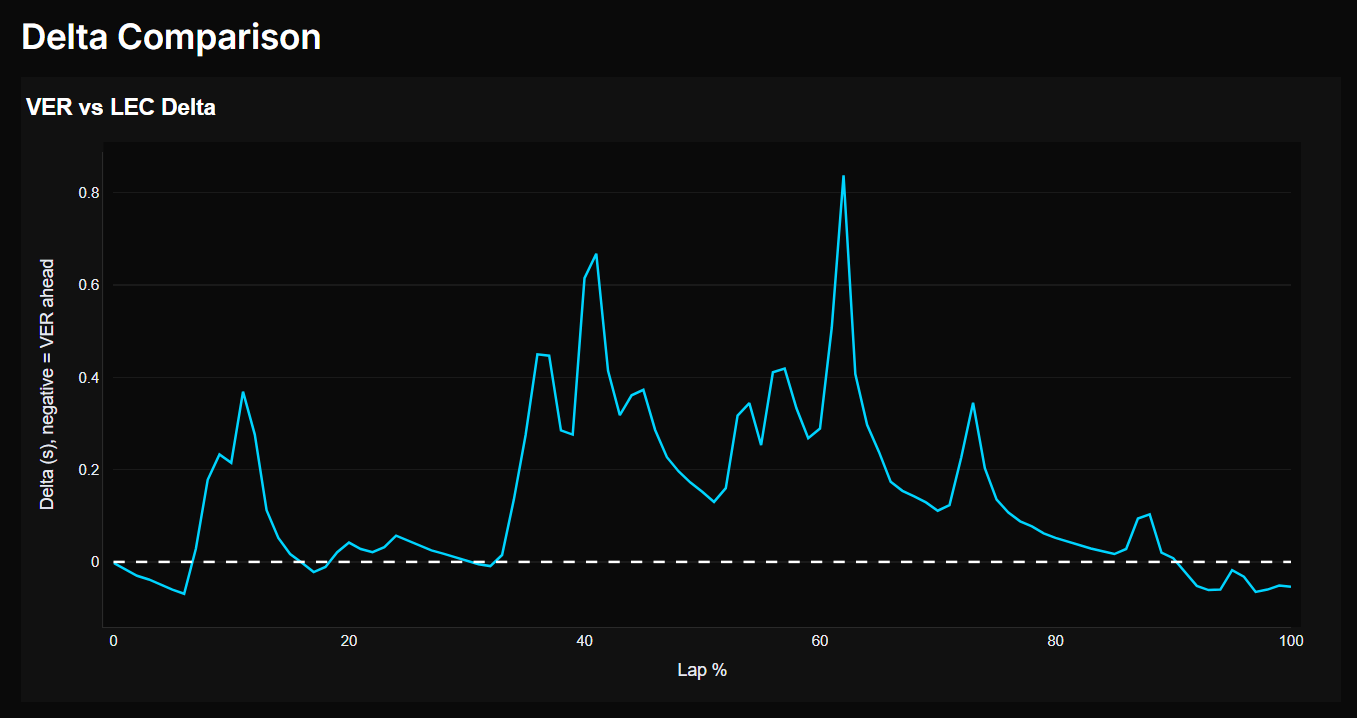 Delta Comparison
VER vs LEC Delta
Delta (s), negative = VER ahead
0.8
0.6
0.4
0.2
0
0 20 40 60 80 100
Lap %